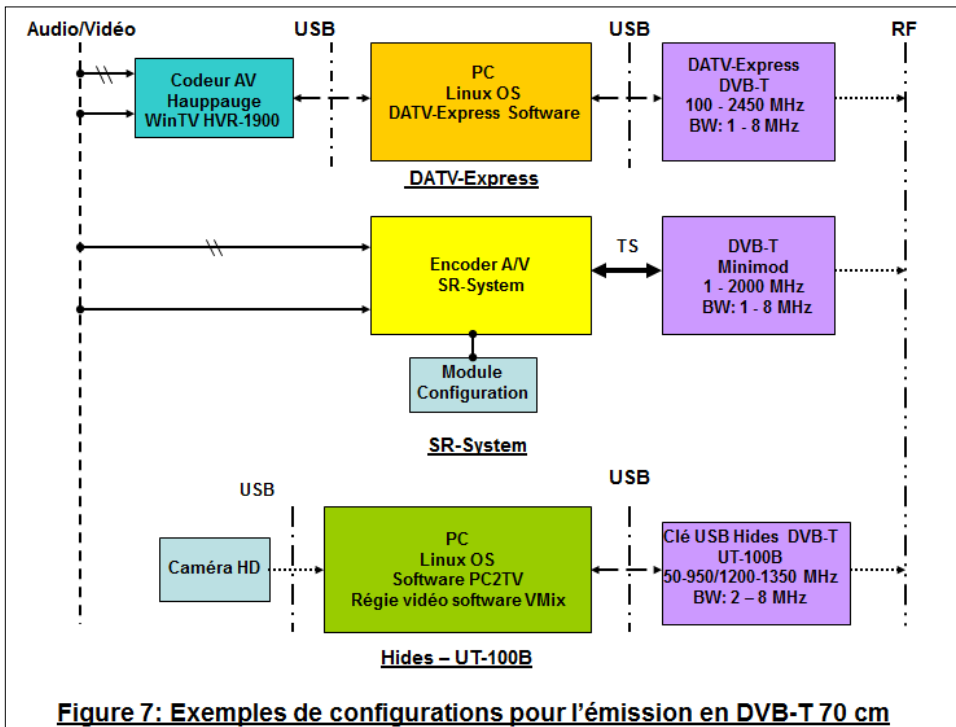 Audio/Vidéo
USB
USB
RF
Codeur AV
Hauppauge
WinTV HVR-1900
PC
Linux OS
DATV-Express Software
DATV-Express
DVB-T
100 - 2450 MHz
BW: 1 - 8 MHz
DATV-Express
Encoder A/V
SR-System
TS
DVB-T
Minimod
1 - 2000 MHz
BW: 1 - 8 MHz
Module
Configuration
SR-System
USB
USB
Caméra HD
PC
Linux OS
Software PC2TV
Régie vidéo software VMix
Clé USB Hides DVB-T
UT-100B
50-950/1200-1350 MHz
BW: 2 – 8 MHz
Hides – UT-100B
Figure 7: Exemples de configurations pour l’émission en DVB-T 70 cm